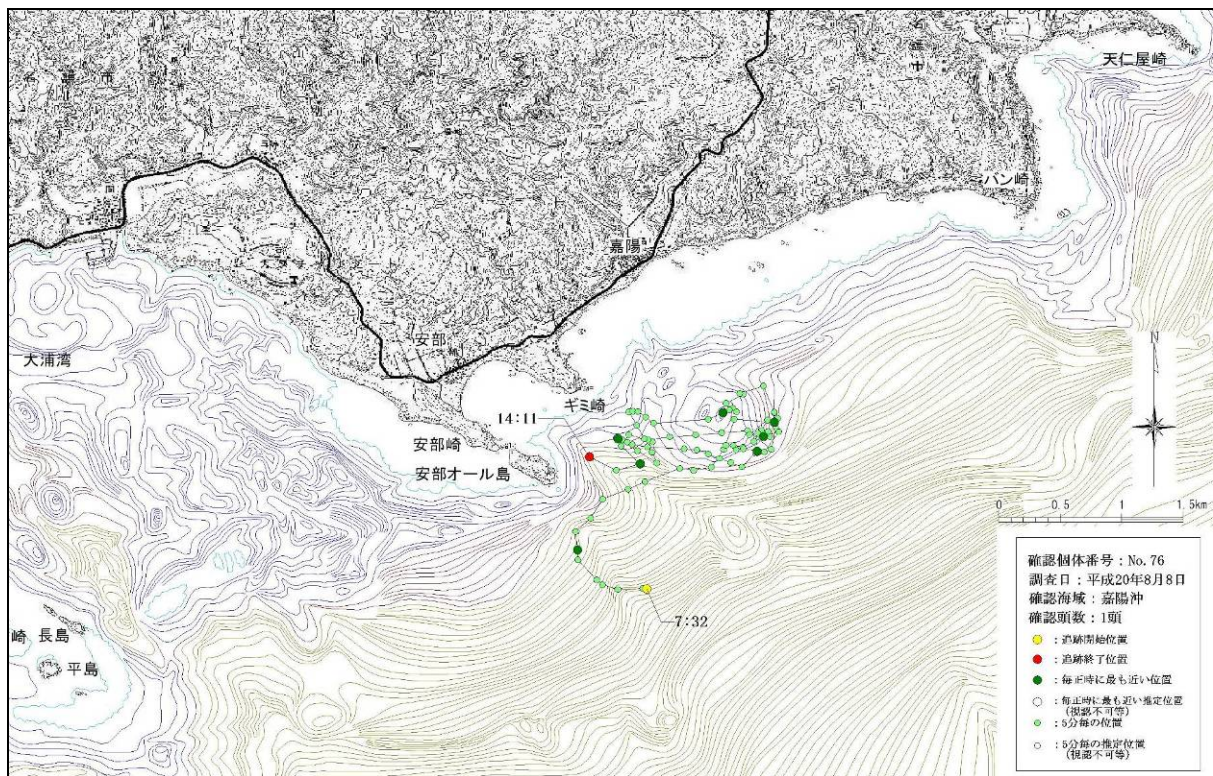 天仁屋崎
バン崎
嘉陽
安部
大浦湾
ギミ崎
14:11
安部崎
安部オール島
N
0 0.5 1 1.5km
7:32
崎 長島
平島
確認個体番号：No.76
調査日：平成20年8月8日
確認海域：嘉陽沖
確認頭数：1頭
：追跡開始位置
：追跡終了位置
：毎正時に最も近い位置
：毎正時に最も近い推定位置
(視認不可等)
：5分毎の位置
：5分毎の推定位置
(視認不可等)